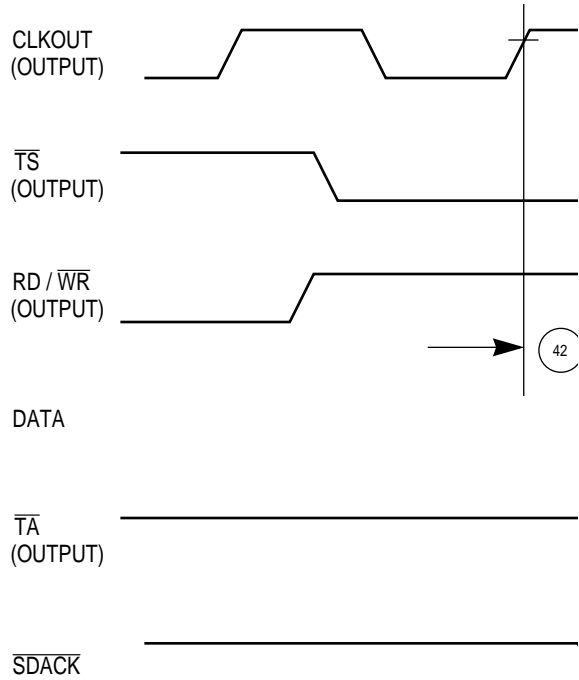 CLKOUT
(OUTPUT)
TS
(OUTPUT)
RD / WR
(OUTPUT)
42
DATA
TA
(OUTPUT)
SDACK